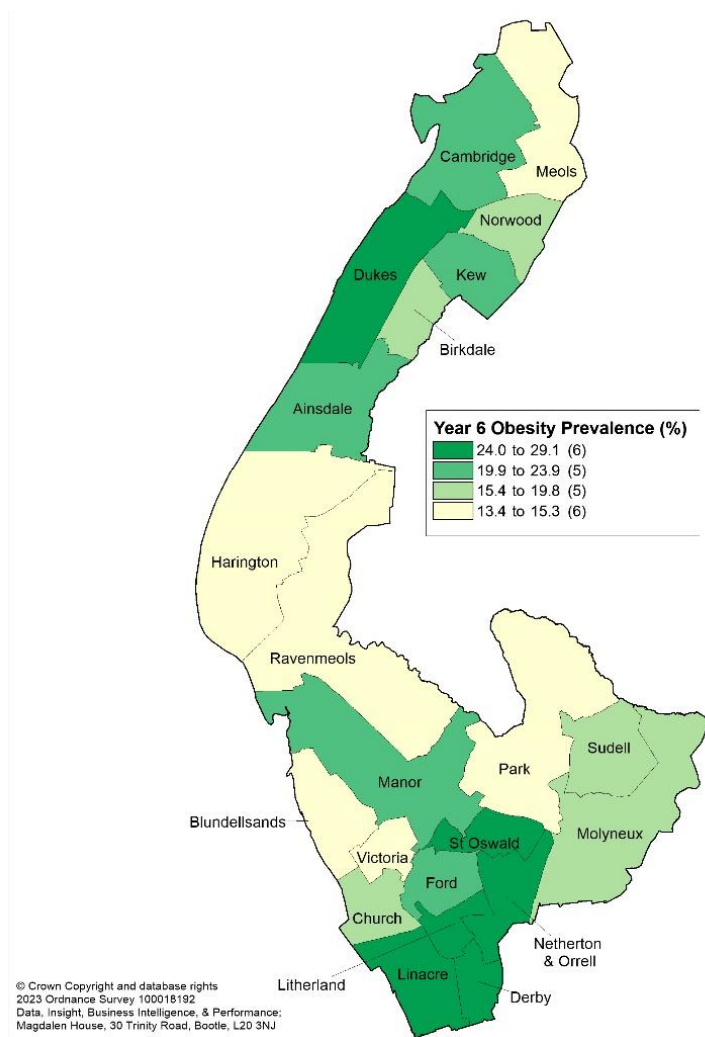 Cambridge
Meols
Norwood
Dukes
Kew
Birkdale
Ainsdale
Year 6 Obesity Prevalence (%)
24.0 to 29.1 (6)
19.9 to 23.9 (5)
15.4 to 19.8 (5)
13.4 to 15.3 (6)
Harington
Ravenmeols
Sudell
Park
Manor
Blundellsands
Molyneux
St Oswald
Victoria
Ford
Church
Netherton
& Orrell
Litherland
Linacre
Derby
© Crown Copyright and database rights
2023 Ordnance Survey 100018192
Data, Insight, Business Intelligence, & Performance;
Magdalen House, 30 Trinity Road, Bootle, L20 3NJ